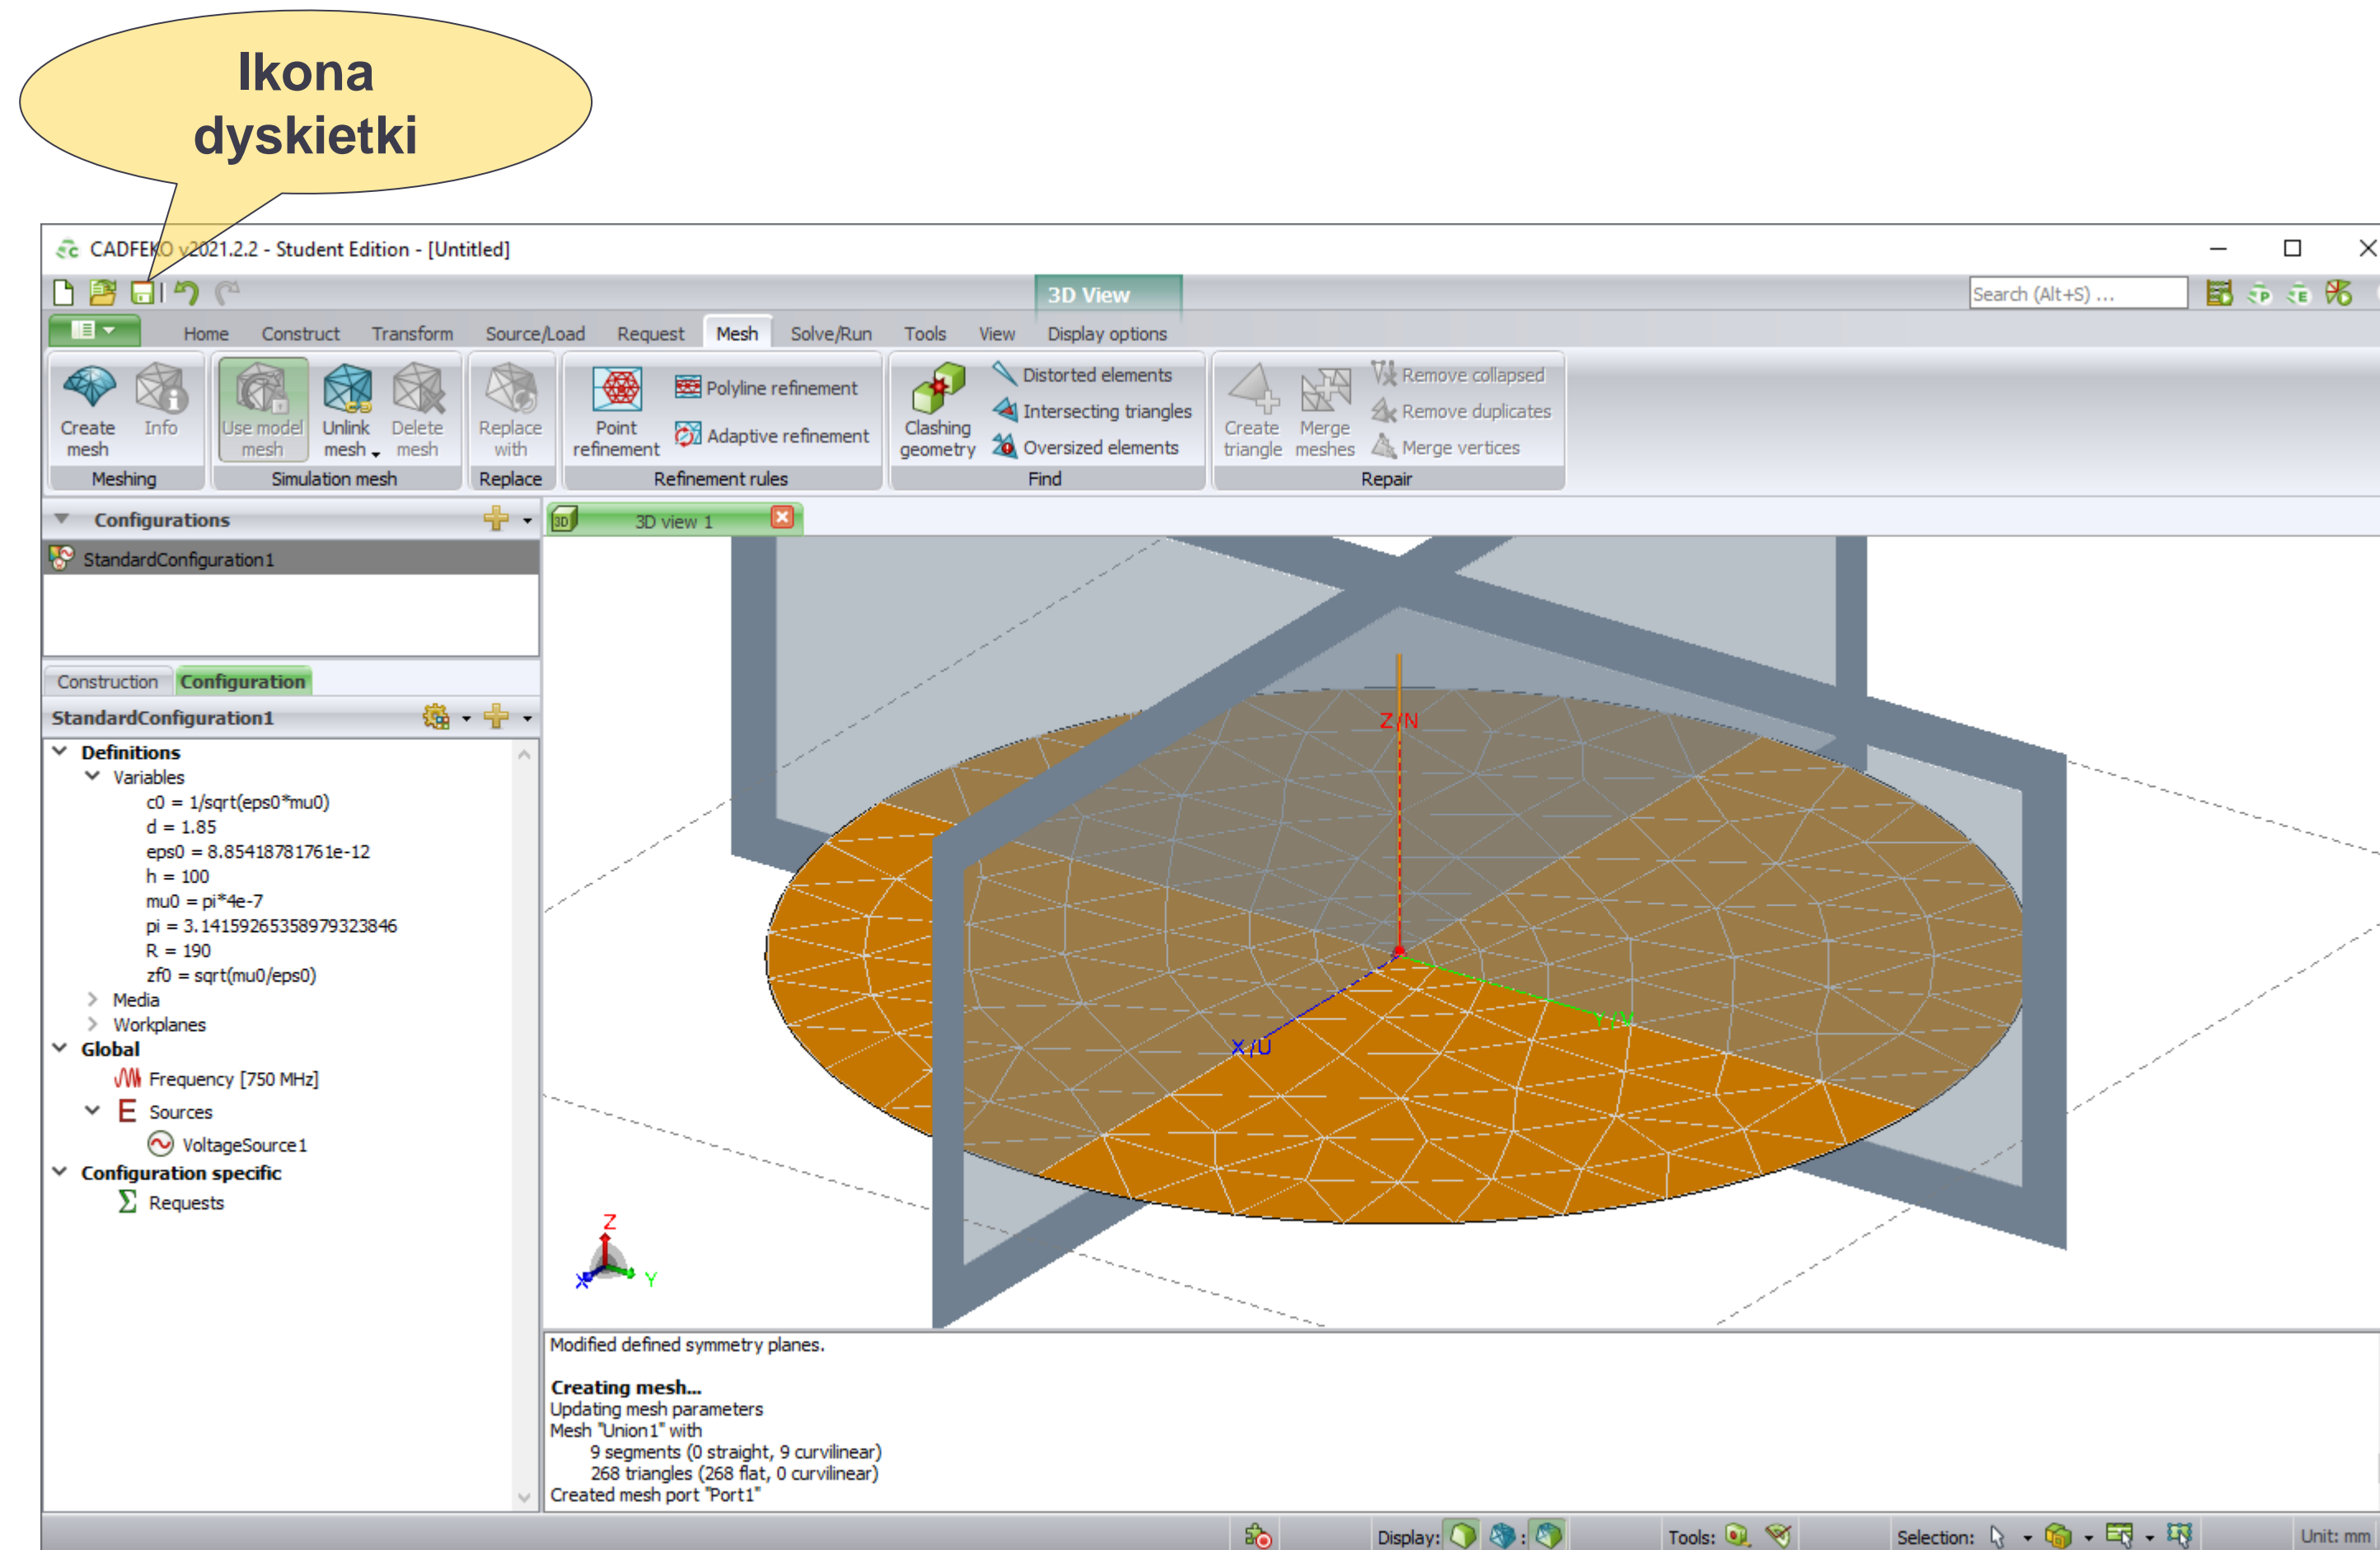 Ikona
dyskietki
CADFEKO v2021.2.2 - Student Edition - [Untitled]
3D View
Search (Alt+S) ...
Home Construct Transform Source/Load Request Mesh Solve/Run Tools View Display options
Create mesh
Info
Use model mesh
Unlink mesh
Delete mesh
Replace with
Point refinement
Polyline refinement
Adaptive refinement
Clashing geometry
Distorted elements
Intersecting triangles
Oversized elements
Create triangle
Merge meshes
Remove collapsed
Remove duplicates
Merge vertices
Meshing Simulation mesh Replace Refinement rules Find Repair
Configurations
3D view 1
StandardConfiguration1
Construction Configuration
StandardConfiguration1
Definitions
Variables
c0 = 1/sqrt(eps0*mu0)
d = 1.85
eps0 = 8.85418781761e-12
h = 100
mu0 = pi*4e-7
pi = 3.14159265358979323846
R = 190
zf0 = sqrt(mu0/eps0)
Media
Workplanes
Global
Frequency [750 MHz]
Sources
VoltageSource1
Configuration specific
Requests
Z/N
X/U
Y/V
Z
X
Y
Modified defined symmetry planes.
Creating mesh...
Updating mesh parameters
Mesh "Union1" with
9 segments (0 straight, 9 curvilinear)
268 triangles (268 flat, 0 curvilinear)
Created mesh port "Port1"
Display: Tools: Selection: Unit: mm